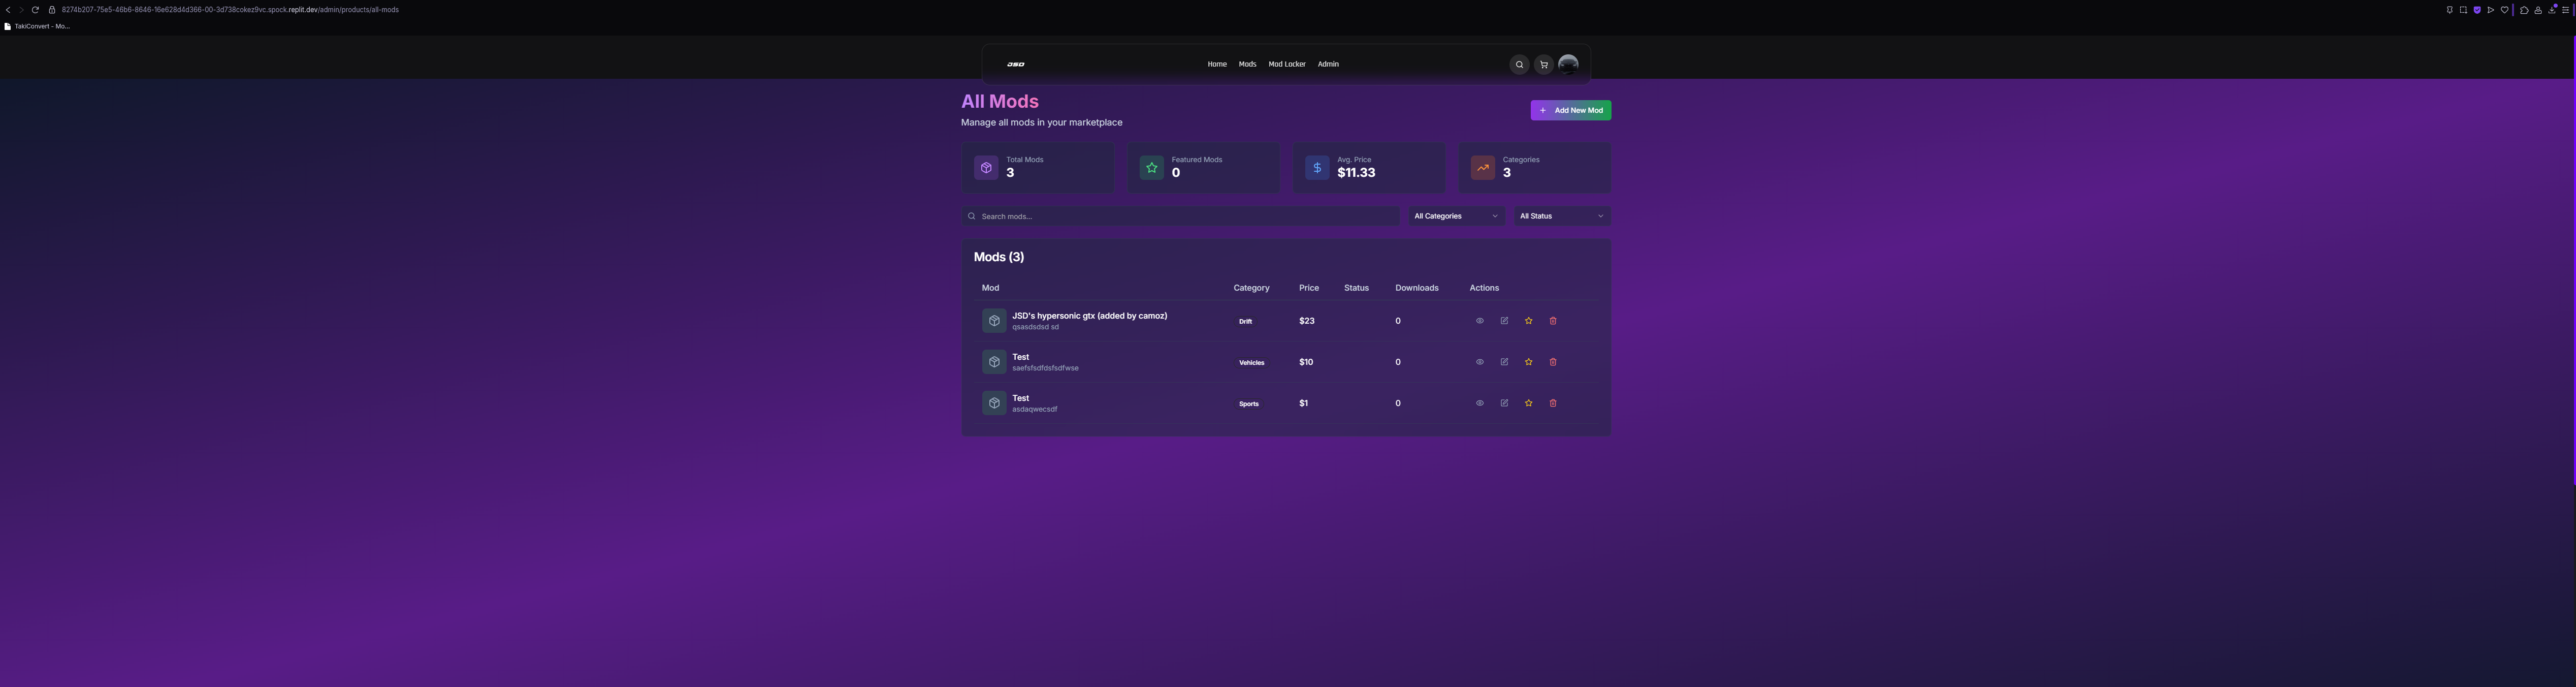 8274b207-75e5-46b6-8646-16e628d4d366-00-3d738cokez9vc.spock.replit.dev/admin/products/all-mods
TakiConvert - Mo...
JSD Home Mods Mod Locker Admin
All Mods
Manage all mods in your marketplace
Add New Mod
Total Mods
3
Featured Mods
0
Avg. Price
$11.33
Categories
3
Search mods...
All Categories
All Status
Mods (3)
Mod Category Price Status Downloads Actions
JSD's hypersonic gtx (added by camoz)
qsasdsdsd sd
Drift $23 0
Test
saefsfsdfdsfsdfwse
Vehicles $10 0
Test
asdaqwecsdf
Sports $1 0